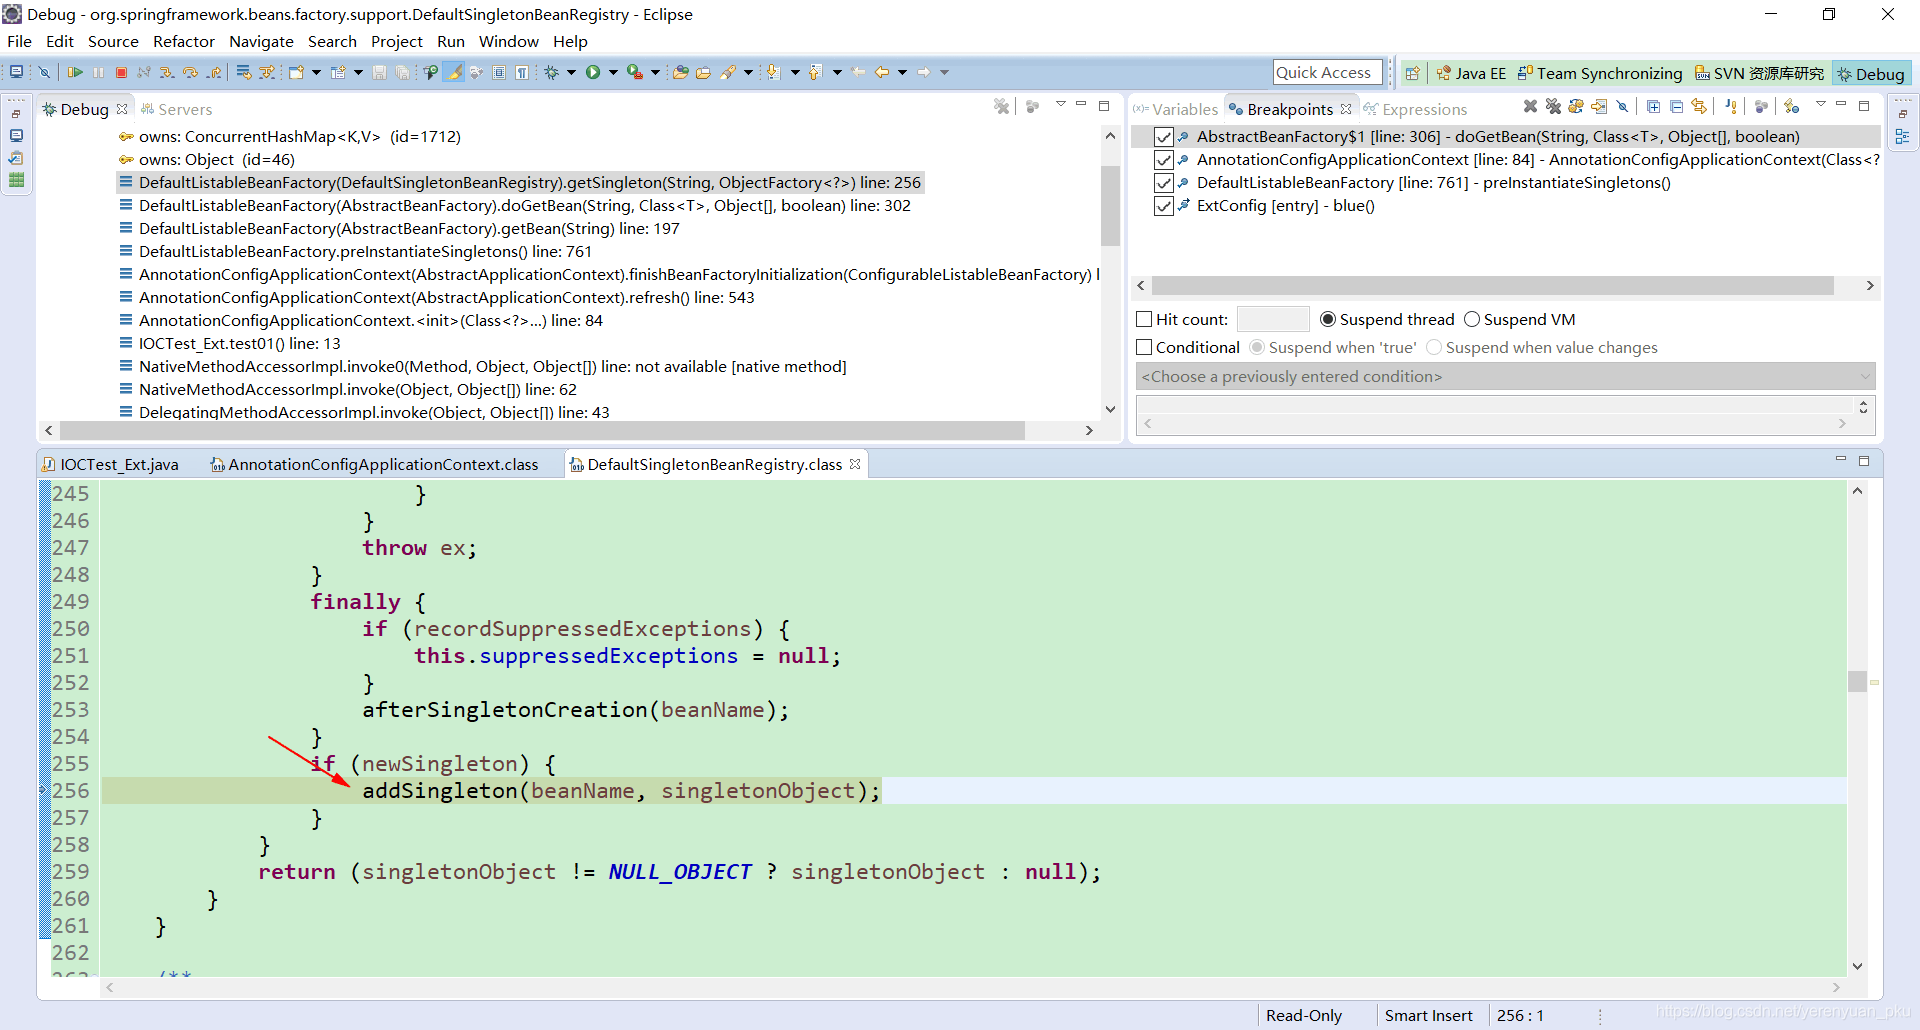 Debug - org.springframework.beans.factory.support.DefaultSingletonBeanRegistry - Eclipse
File Edit Source Refactor Navigate Search Project Run Window Help
Quick Access Java EE Team Synchronizing SVN 资源库研究 Debug
Debug Servers
owns: ConcurrentHashMap<K,V> (id=1712)
owns: Object (id=46)
DefaultListableBeanFactory(DefaultSingletonBeanRegistry).getSingleton(String, ObjectFactory<?>) line: 256
DefaultListableBeanFactory(AbstractBeanFactory).doGetBean(String, Class<T>, Object[], boolean) line: 302
DefaultListableBeanFactory(AbstractBeanFactory).getBean(String) line: 197
DefaultListableBeanFactory.preInstantiateSingletons() line: 761
AnnotationConfigApplicationContext(AbstractApplicationContext).finishBeanFactoryInitialization(ConfigurableListableBeanFactory) l
AnnotationConfigApplicationContext(AbstractApplicationContext).refresh() line: 543
AnnotationConfigApplicationContext.<init>(Class<?>...) line: 84
IOCTest_Ext.test01() line: 13
NativeMethodAccessorImpl.invoke0(Method, Object, Object[]) line: not available [native method]
NativeMethodAccessorImpl.invoke(Object, Object[]) line: 62
DelegatingMethodAccessorImpl.invoke(Object, Object[]) line: 43
(x)= Variables Breakpoints Expressions
AbstractBeanFactory$1 [line: 306] - doGetBean(String, Class<T>, Object[], boolean)
AnnotationConfigApplicationContext [line: 84] - AnnotationConfigApplicationContext(Class<?
DefaultListableBeanFactory [line: 761] - preInstantiateSingletons()
ExtConfig [entry] - blue()
Hit count: Suspend thread Suspend VM
Conditional Suspend when 'true' Suspend when value changes
<Choose a previously entered condition>
IOCTest_Ext.java AnnotationConfigApplicationContext.class DefaultSingletonBeanRegistry.class
245 }
246 }
247 throw ex;
248 }
249 finally {
250 if (recordSuppressedExceptions) {
251 this.suppressedExceptions = null;
252 }
253 afterSingletonCreation(beanName);
254 }
255 if (newSingleton) {
256 addSingleton(beanName, singletonObject);
257 }
258 }
259 return (singletonObject != NULL_OBJECT ? singletonObject : null);
260 }
261 }
262
263 /**
Read-Only Smart Insert 256 : 1
https://blog.csdn.net/yerenyuan_pku